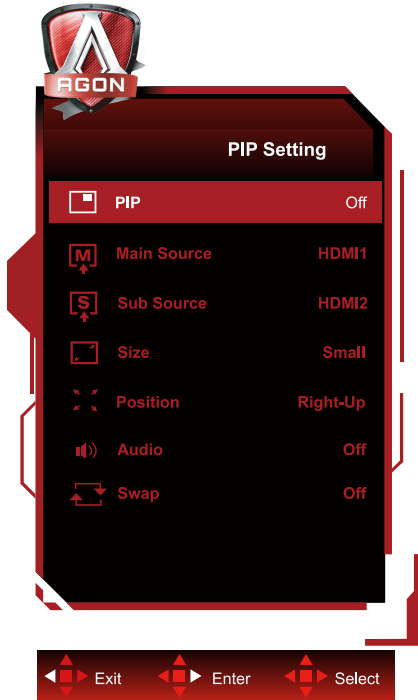 AGON
PIP Setting
PIP Off
M Main Source HDMI1
S Sub Source HDMI2
Size Small
Position Right-Up
Audio Off
Swap Off
Exit Enter Select